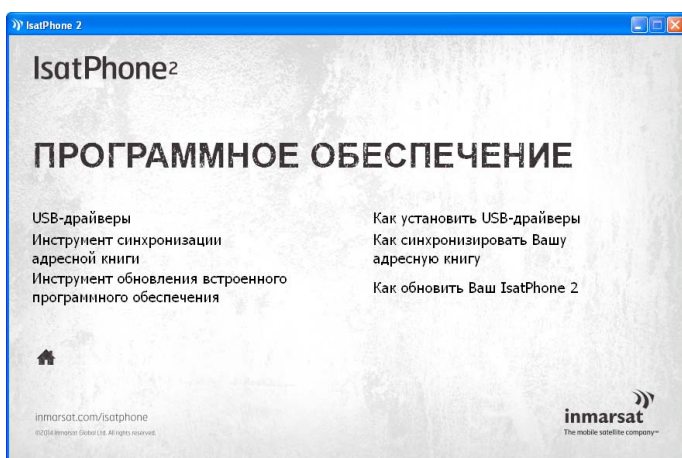 IsatPhone 2
IsatPhone2
ПРОГРАММНОЕ ОБЕСПЕЧЕНИЕ
USB-драйверы
Инструмент синхронизации
адресной книги
Инструмент обновления встроенного
программного обеспечения
Как установить USB-драйверы
Как синхронизировать Вашу
адресную книгу
Как обновить Ваш IsatPhone 2
inmarsat.com/isatphone
©2014 Inmarsat Global Ltd. All rights reserved.
inmarsat
The mobile satellite company™